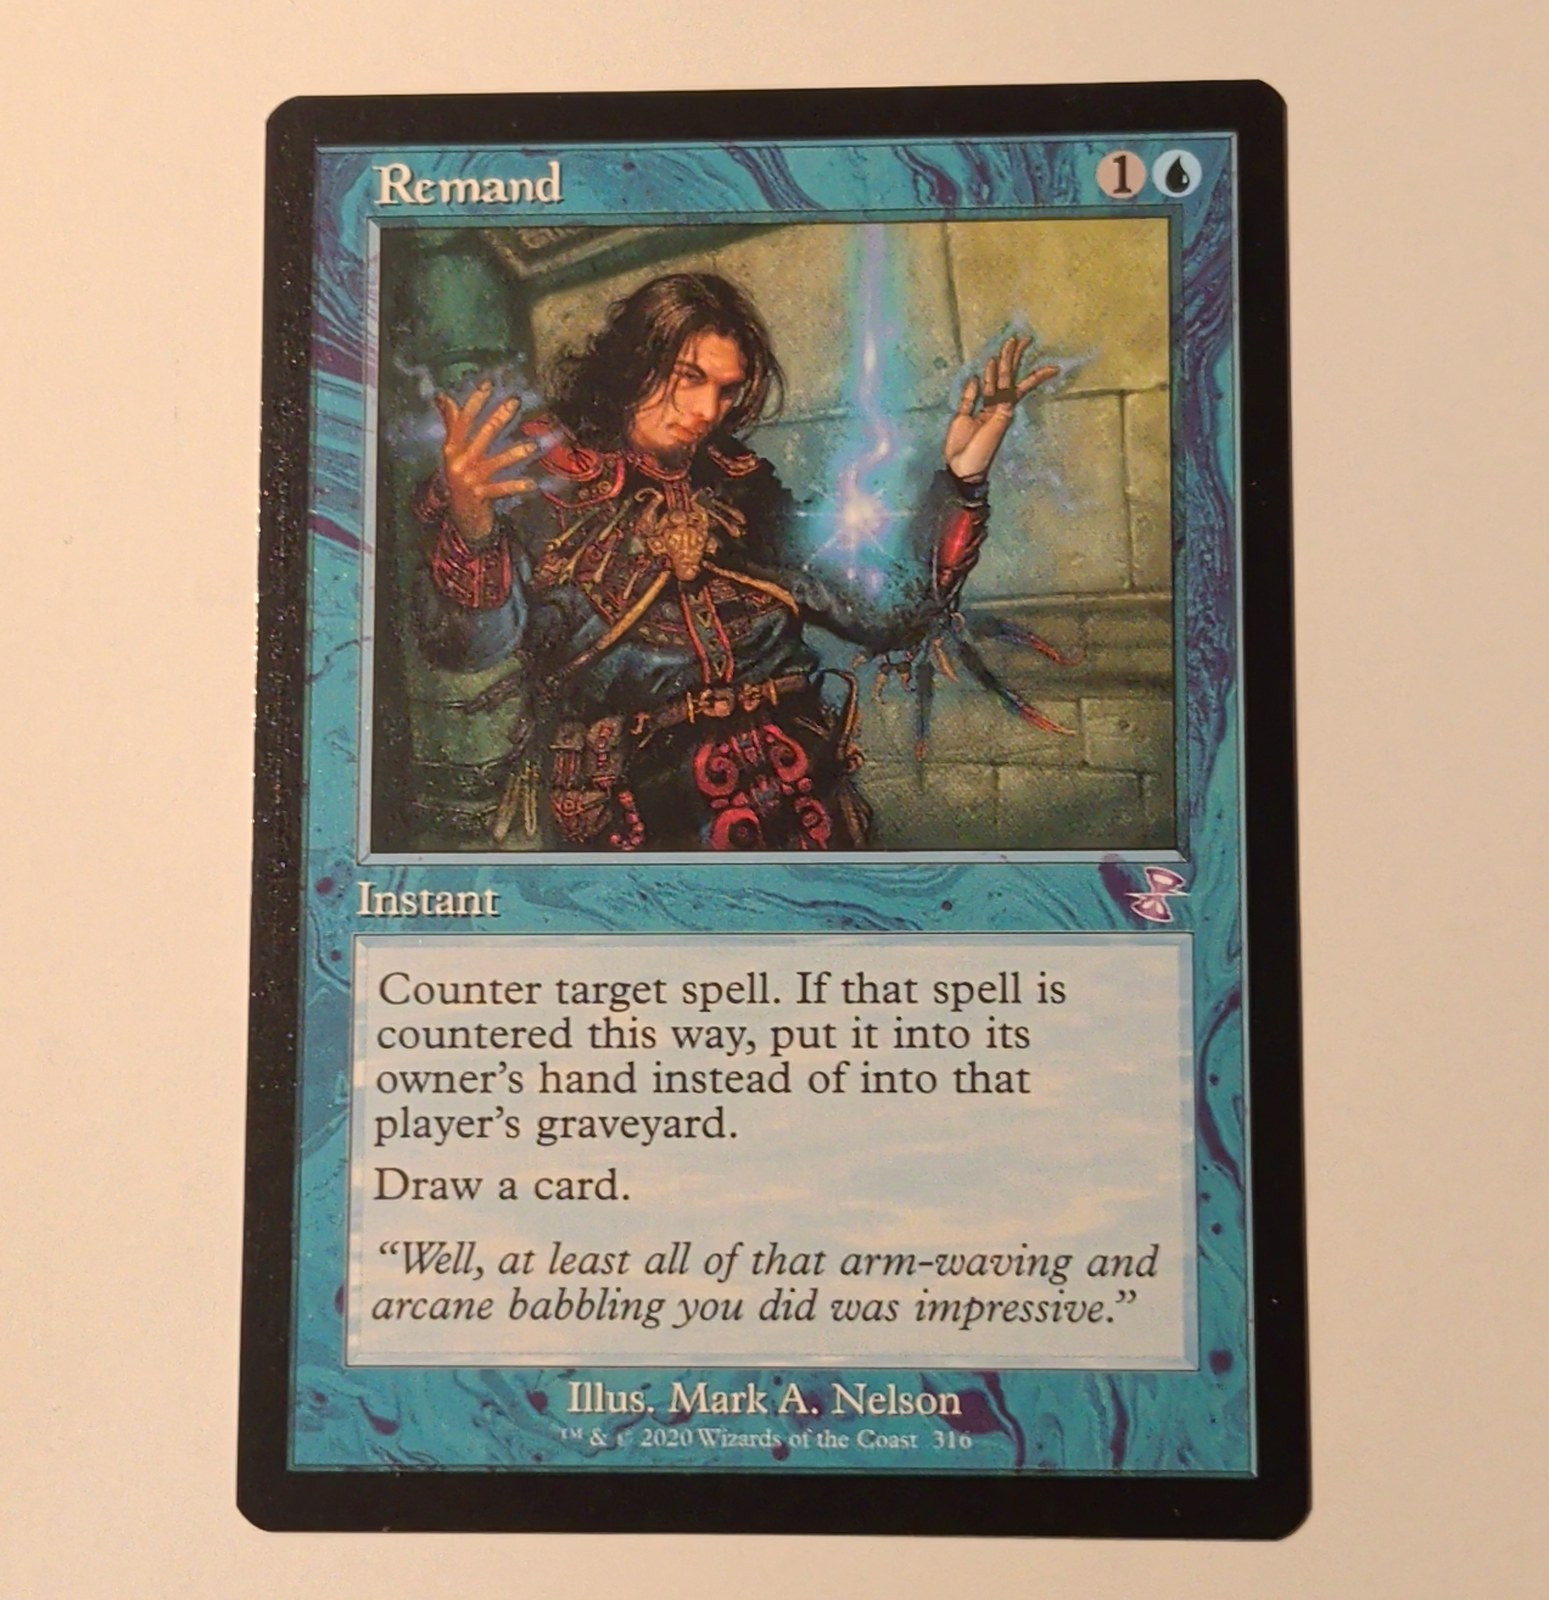 Remand 1
Instant
Counter target spell. If that spell is
countered this way, put it into its
owner’s hand instead of into that
player’s graveyard.
Draw a card.
“Well, at least all of that arm-waving and
arcane babbling you did was impressive.”
Illus. Mark A. Nelson
™ & © 2020 Wizards of the Coast 316